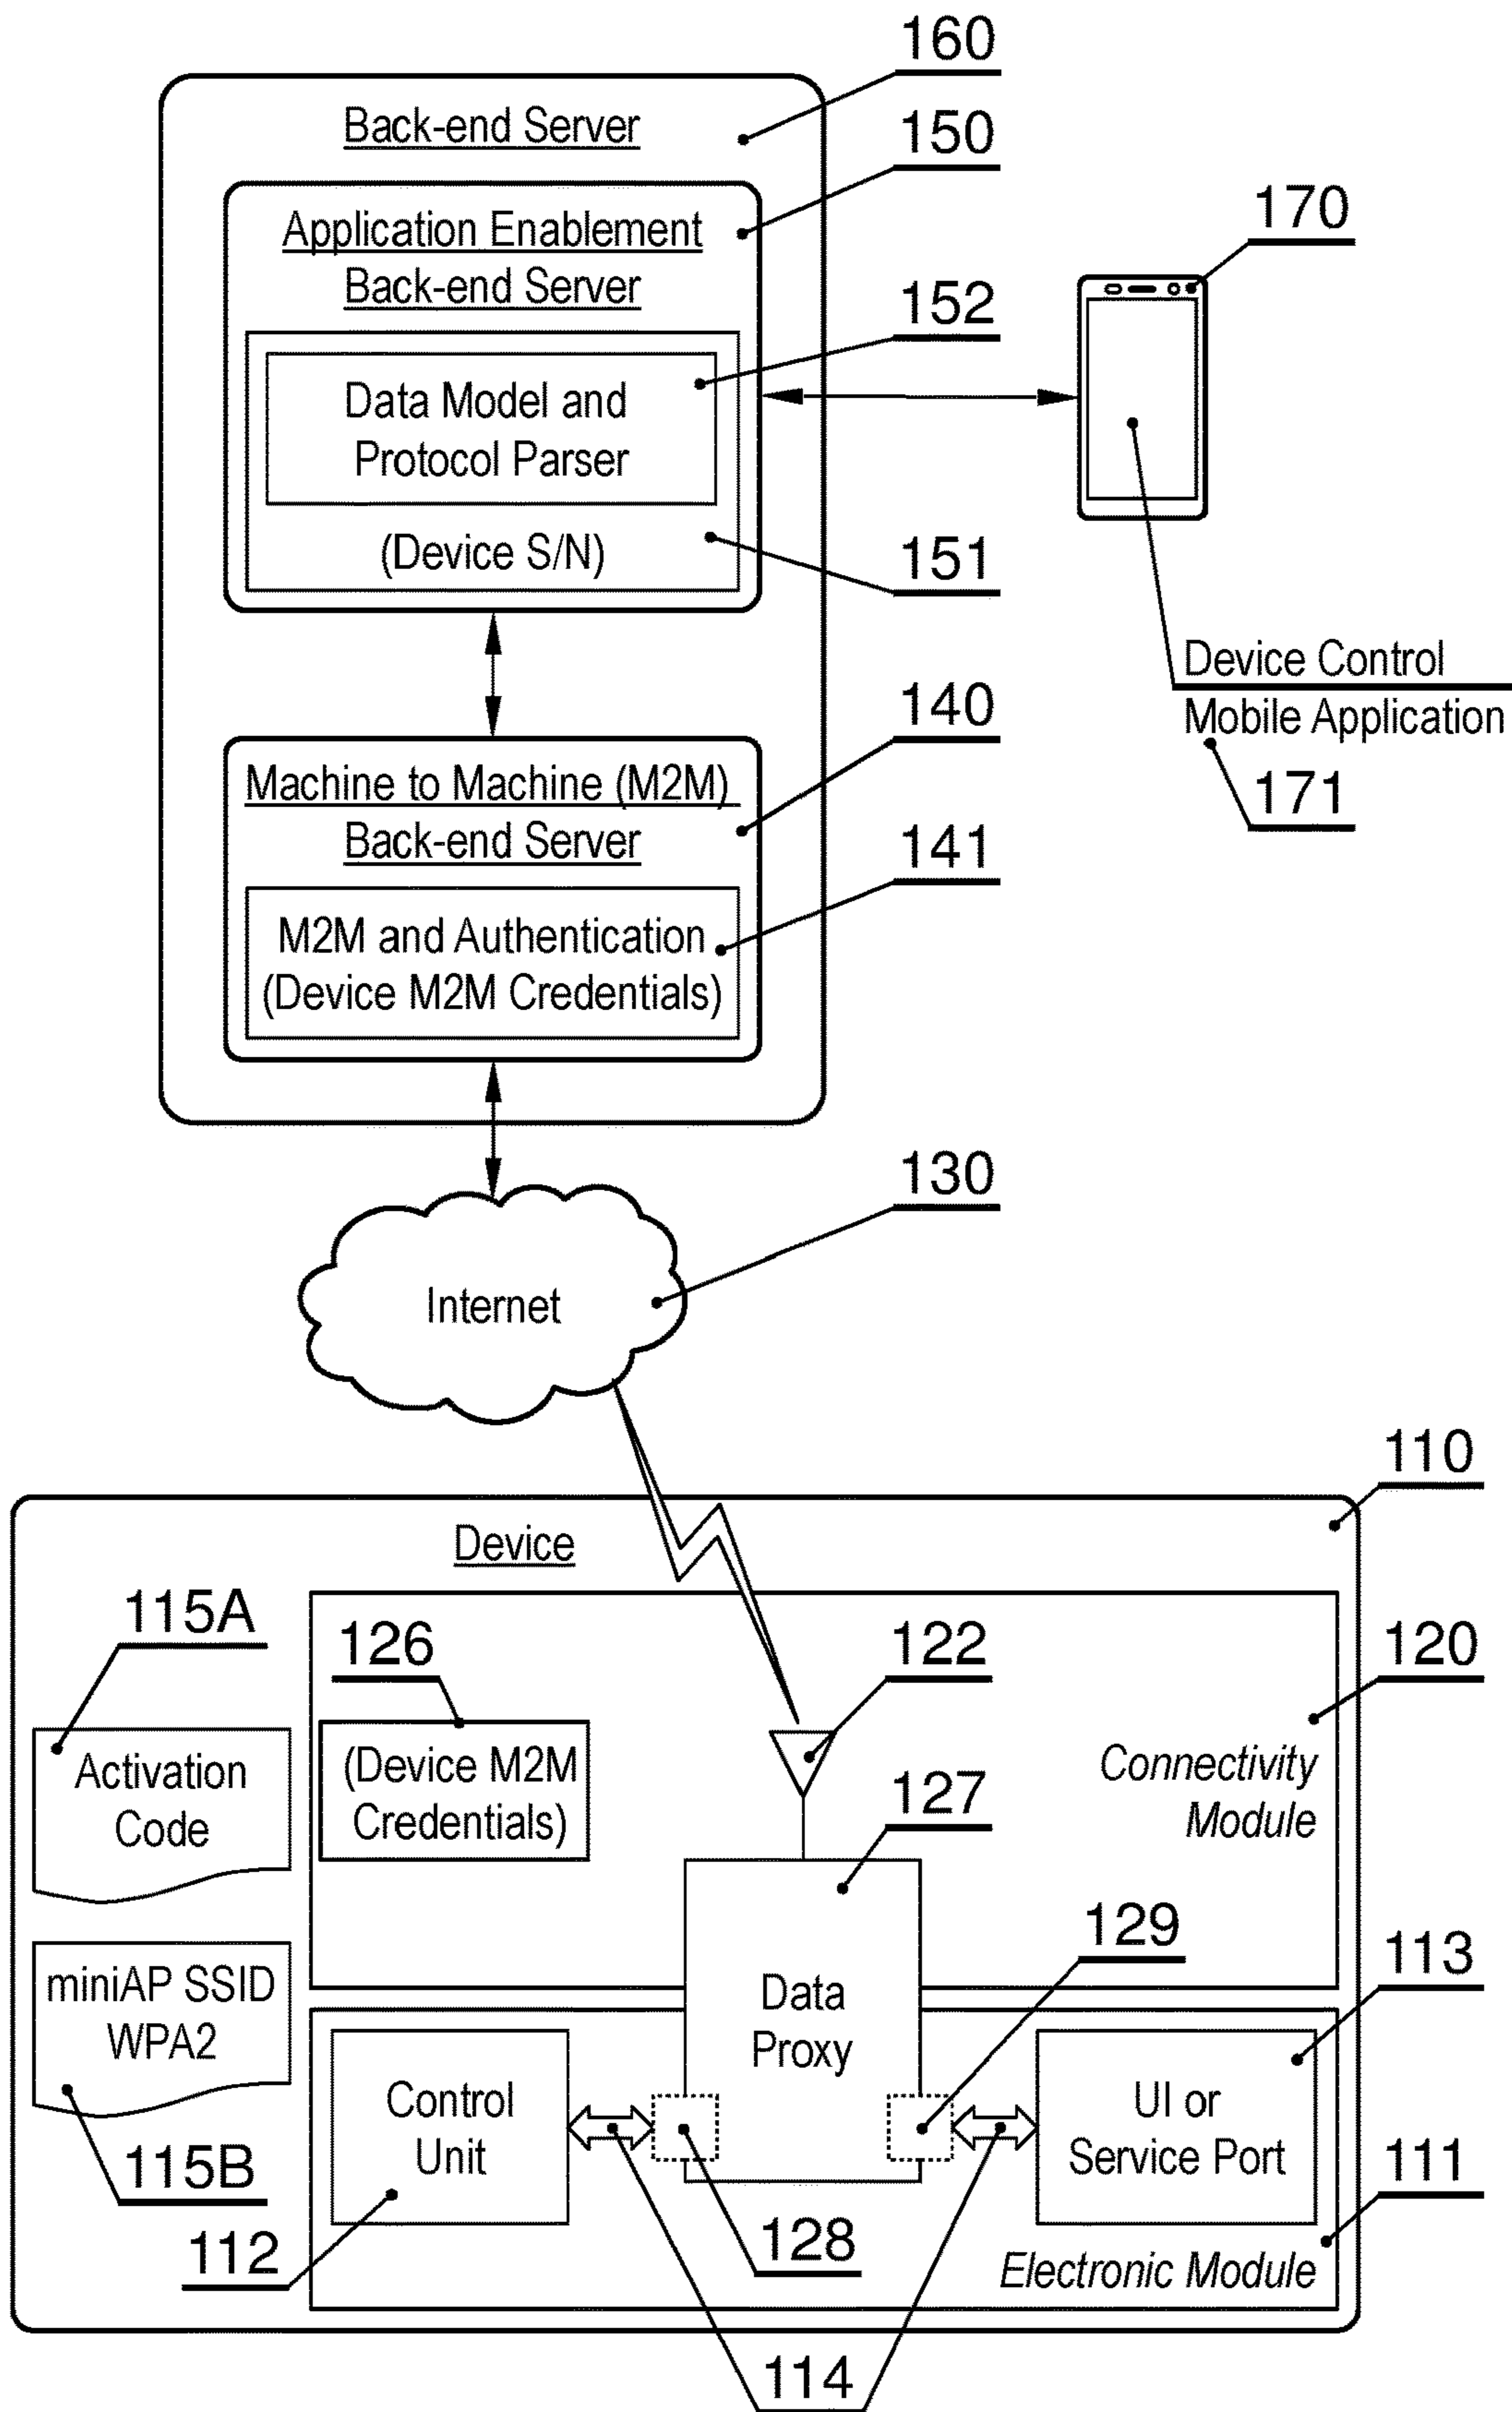 160
Back-end Server
150
Application Enablement
Back-end Server
170
152
Data Model and
Protocol Parser
(Device S/N)
151
Device Control
Mobile Application
171
140
Machine to Machine (M2M)
Back-end Server
141
M2M and Authentication
(Device M2M Credentials)
130
Internet
110
Device
115A
126
122
120
Activation
Code
(Device M2M
Credentials)
Connectivity
Module
127
129
113
miniAP SSID
WPA2
Data
Proxy
Control
Unit
UI or
Service Port
115B
111
112
128
Electronic Module
114